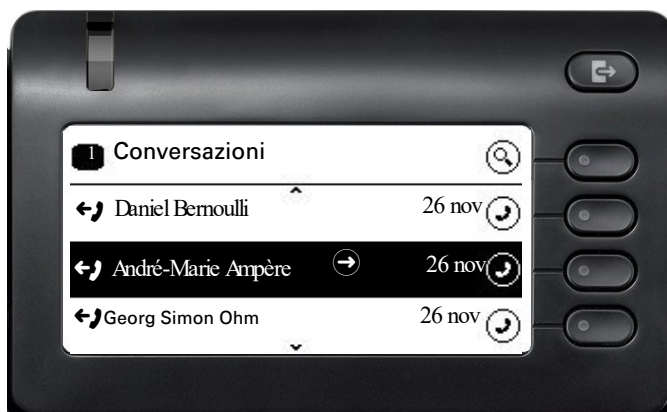 1 Conversazioni
Daniel Bernoulli 26 nov
André-Marie Ampère 26 nov
Georg Simon Ohm 26 nov